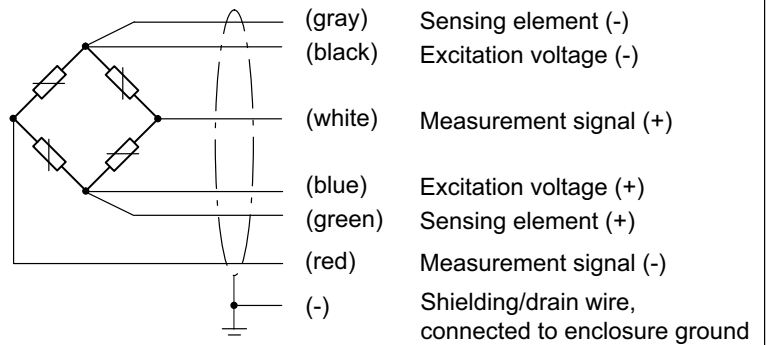 (gray) Sensing element (-)
(black) Excitation voltage (-)
(white) Measurement signal (+)
(blue) Excitation voltage (+)
(green) Sensing element (+)
(red) Measurement signal (-)
(-) Shielding/drain wire,
connected to enclosure ground